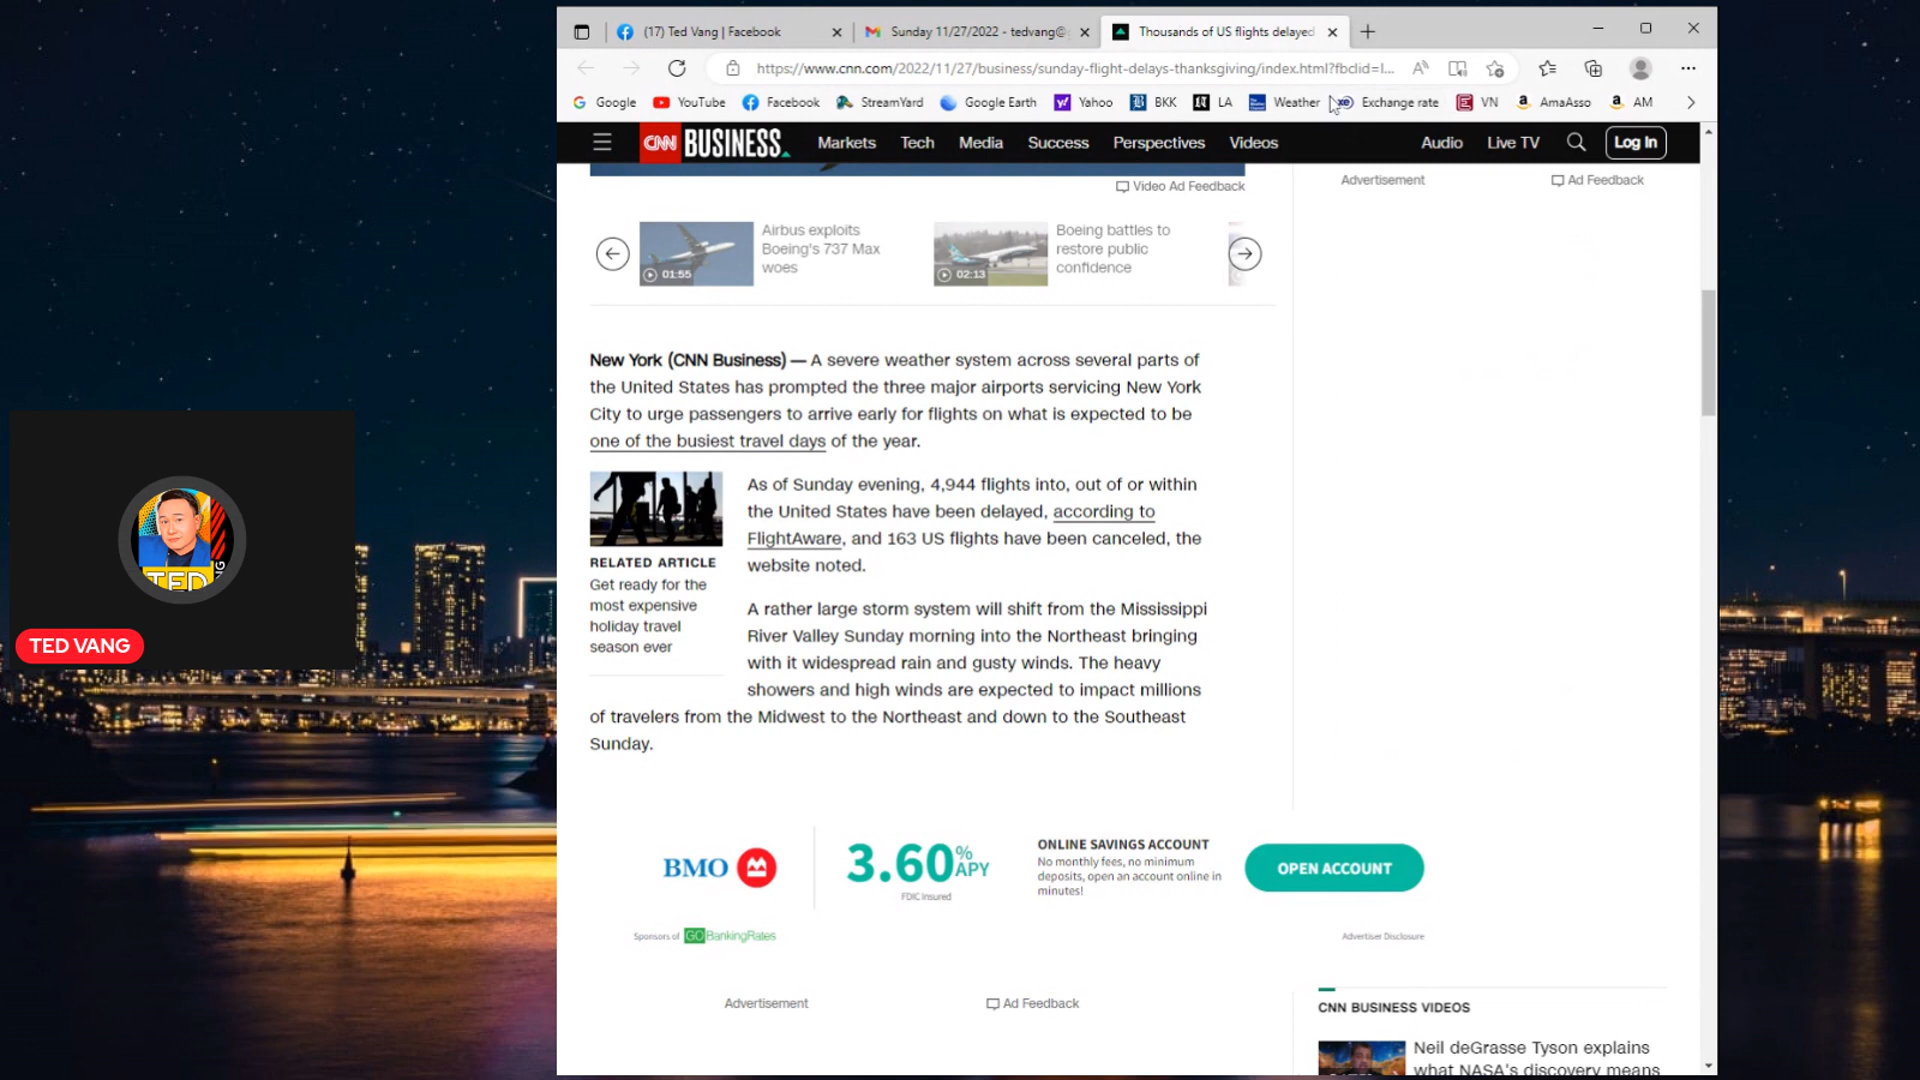 (17) Ted Vang | Facebook
Sunday 11/27/2022 - tedvang@
Thousands of US flights delayed
https://www.cnn.com/2022/11/27/business/sunday-flight-delays-thanksgiving/index.html?fbclid=I...
Google YouTube Facebook StreamYard Google Earth Yahoo BKK LA Weather Exchange rate VN AmaAsso AM
CNN BUSINESS Markets Tech Media Success Perspectives Videos Audio Live TV Log In
Video Ad Feedback
Advertisement Ad Feedback
01:55
Airbus exploits
Boeing's 737 Max
woes
02:13
Boeing battles to
restore public
confidence
New York (CNN Business) — A severe weather system across several parts of
the United States has prompted the three major airports servicing New York
City to urge passengers to arrive early for flights on what is expected to be
one of the busiest travel days of the year.
RELATED ARTICLE
Get ready for the
most expensive
holiday travel
season ever
As of Sunday evening, 4,944 flights into, out of or within
the United States have been delayed, according to
FlightAware, and 163 US flights have been canceled, the
website noted.
A rather large storm system will shift from the Mississippi
River Valley Sunday morning into the Northeast bringing
with it widespread rain and gusty winds. The heavy
showers and high winds are expected to impact millions
of travelers from the Midwest to the Northeast and down to the Southeast
Sunday.
BMO
3.60% APY
FDIC Insured
ONLINE SAVINGS ACCOUNT
No monthly fees, no minimum
deposits, open an account online in
minutes!
OPEN ACCOUNT
Sponsors of GOBankingRates
Advertiser Disclosure
Advertisement Ad Feedback
CNN BUSINESS VIDEOS
Neil deGrasse Tyson explains
what NASA's discovery means
TED
TED VANG